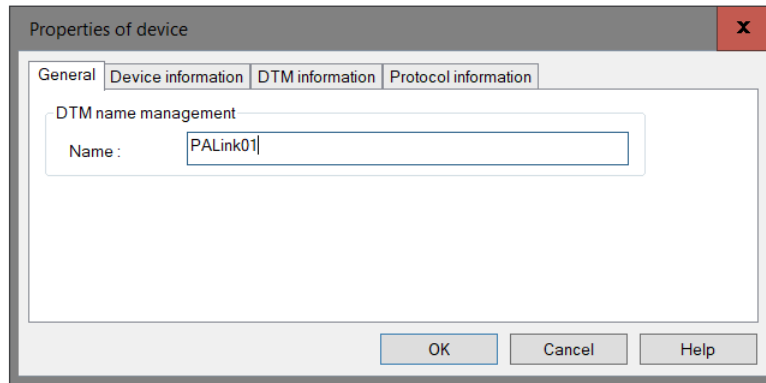 Properties of device
x
General Device information DTM information Protocol information
DTM name management
Name : PALink01
OK Cancel Help